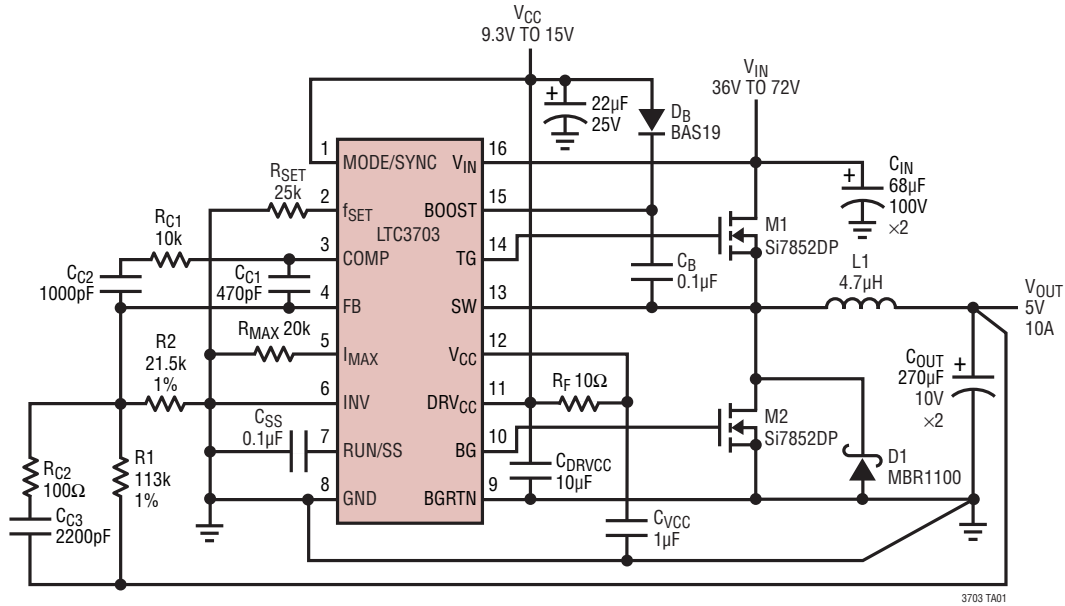 VCC
9.3V TO 15V
VIN
36V TO 72V
+
22µF
25V
DB
BAS19
+
CIN
68µF
100V
×2
RSET
25k
RC1
10k
CC2
1000pF
CC1
470pF
RMAX 20k
R2
21.5k
1%
CSS
0.1µF
RC2
100Ω
CC3
2200pF
R1
113k
1%
1
2
3
4
5
6
7
8
MODE/SYNC
fSET
COMP
FB
IMAX
INV
RUN/SS
GND
LTC3703
VIN
BOOST
TG
SW
VCC
DRVCC
BG
BGRTN
16
15
14
13
12
11
10
9
M1
Si7852DP
CB
0.1µF
L1
4.7µH
VOUT
5V
10A
COUT
270µF
10V
×2
+
RF 10Ω
M2
Si7852DP
D1
MBR1100
CDRVCC
10µF
CVCC
1µF
3703 TA01